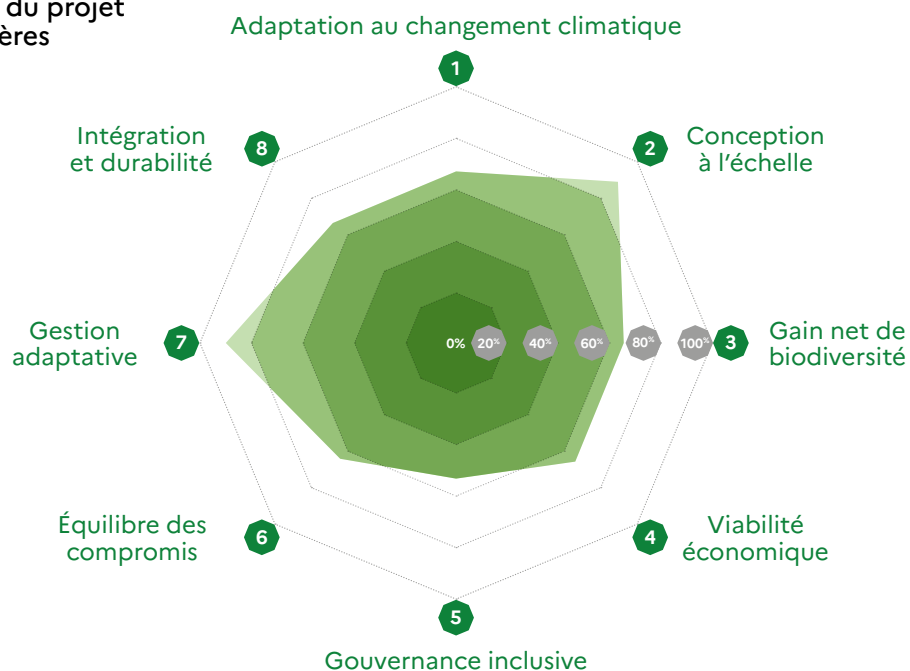 du projet
Adaptation au changement climatique
1
Intégration
et durabilité
8
2
Conception
à l'échelle
Gestion
adaptative
7
0%
20%
40%
60%
80%
100%
3
Gain net de
biodiversité
Équilibre des
compromis
6
4
Viabilité
économique
5
Gouvernance inclusive